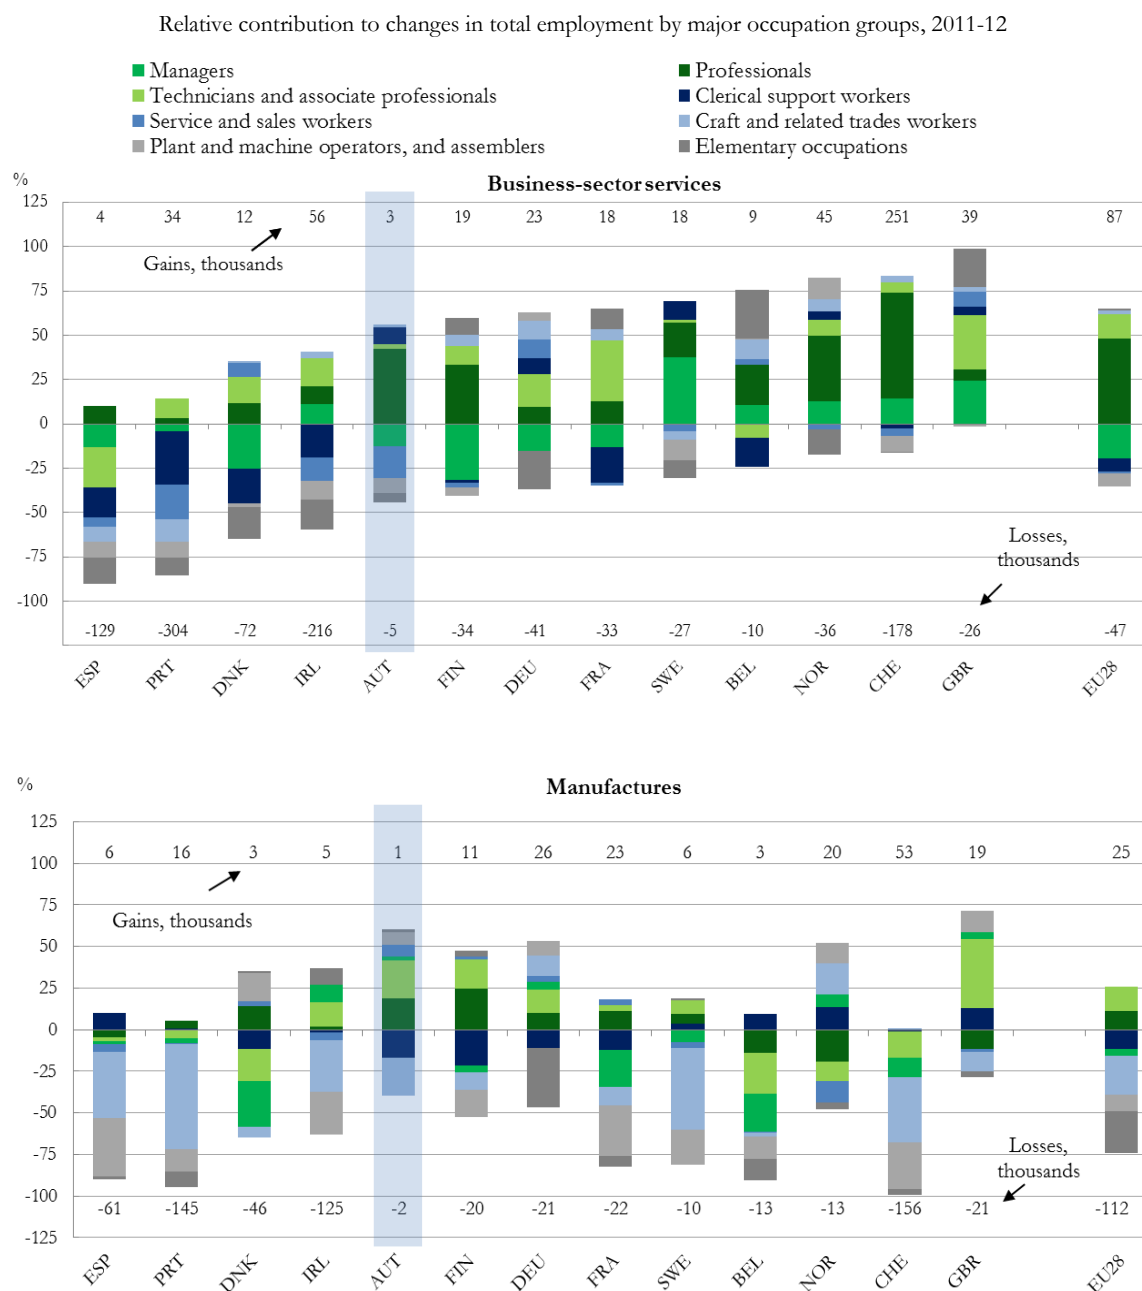 Relative contribution to changes in total employment by major occupation groups, 2011-12
Managers
Professionals
Technicians and associate professionals
Clerical support workers
Service and sales workers
Craft and related trades workers
Plant and machine operators, and assemblers
Elementary occupations
%
Business-sector services
125
4 34 12 56 3 19 23 18 18 9 45 251 39 87
100
Gains, thousands
75
50
25
0
-25
-50
Losses,
thousands
-75
-100
-129 -304 -72 -216 -5 -34 -41 -33 -27 -10 -36 -178 -26 -47
ESP PRT DNK IRL AUT FIN DEU FRA SWE BEL NOR CHE GBR EU28
%
Manufactures
125
6 16 3 5 1 11 26 23 6 3 20 53 19 25
100
Gains, thousands
75
50
25
0
-25
-50
Losses,
thousands
-75
-100
-61 -145 -46 -125 -2 -20 -21 -22 -10 -13 -13 -156 -21 -112
-125
ESP PRT DNK IRL AUT FIN DEU FRA SWE BEL NOR CHE GBR EU28